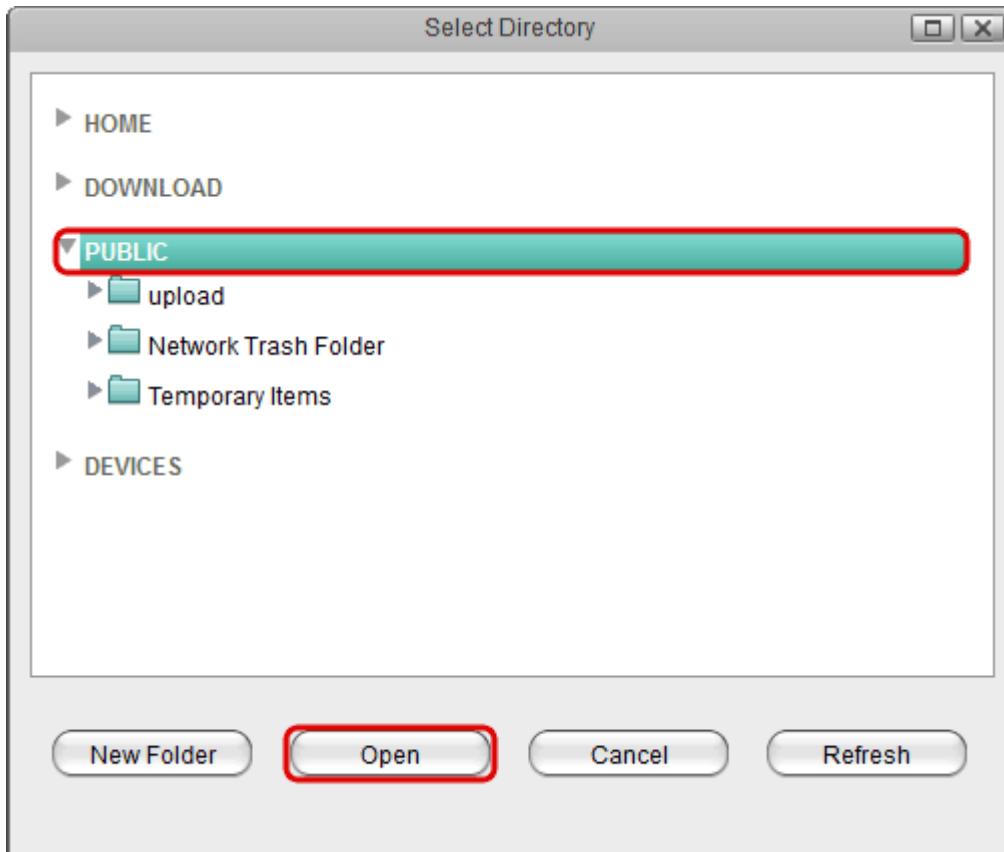 Select Directory
HOME
DOWNLOAD
PUBLIC
upload
Network Trash Folder
Temporary Items
DEVICES
New Folder Open Cancel Refresh